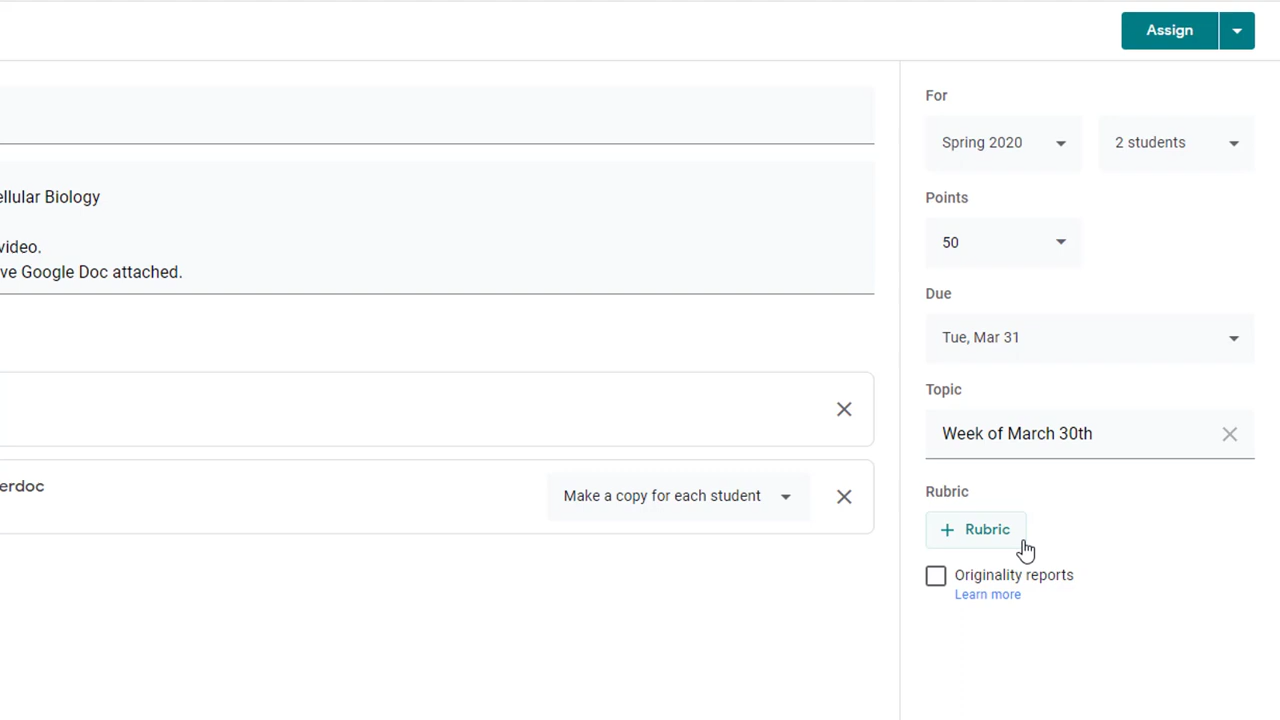 Assign
For
Spring 2020
2 students
Points
50
Due
Tue, Mar 31
Topic
Week of March 30th
Rubric
+ Rubric
Originality reports
Learn more
ellular Biology
video.
ve Google Doc attached.
erdoc
Make a copy for each student